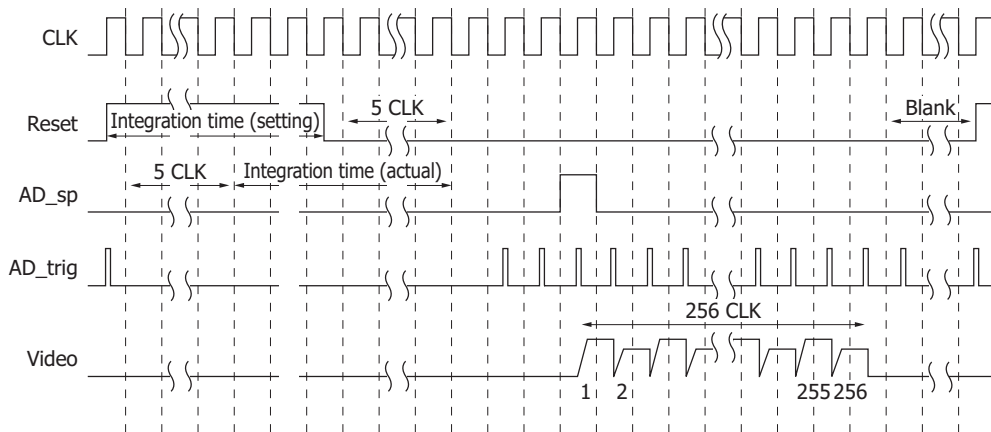 CLK
Reset
Integration time (setting)
5 CLK
Blank
5 CLK
Integration time (actual)
AD_sp
AD_trig
256 CLK
Video
1
2
255
256